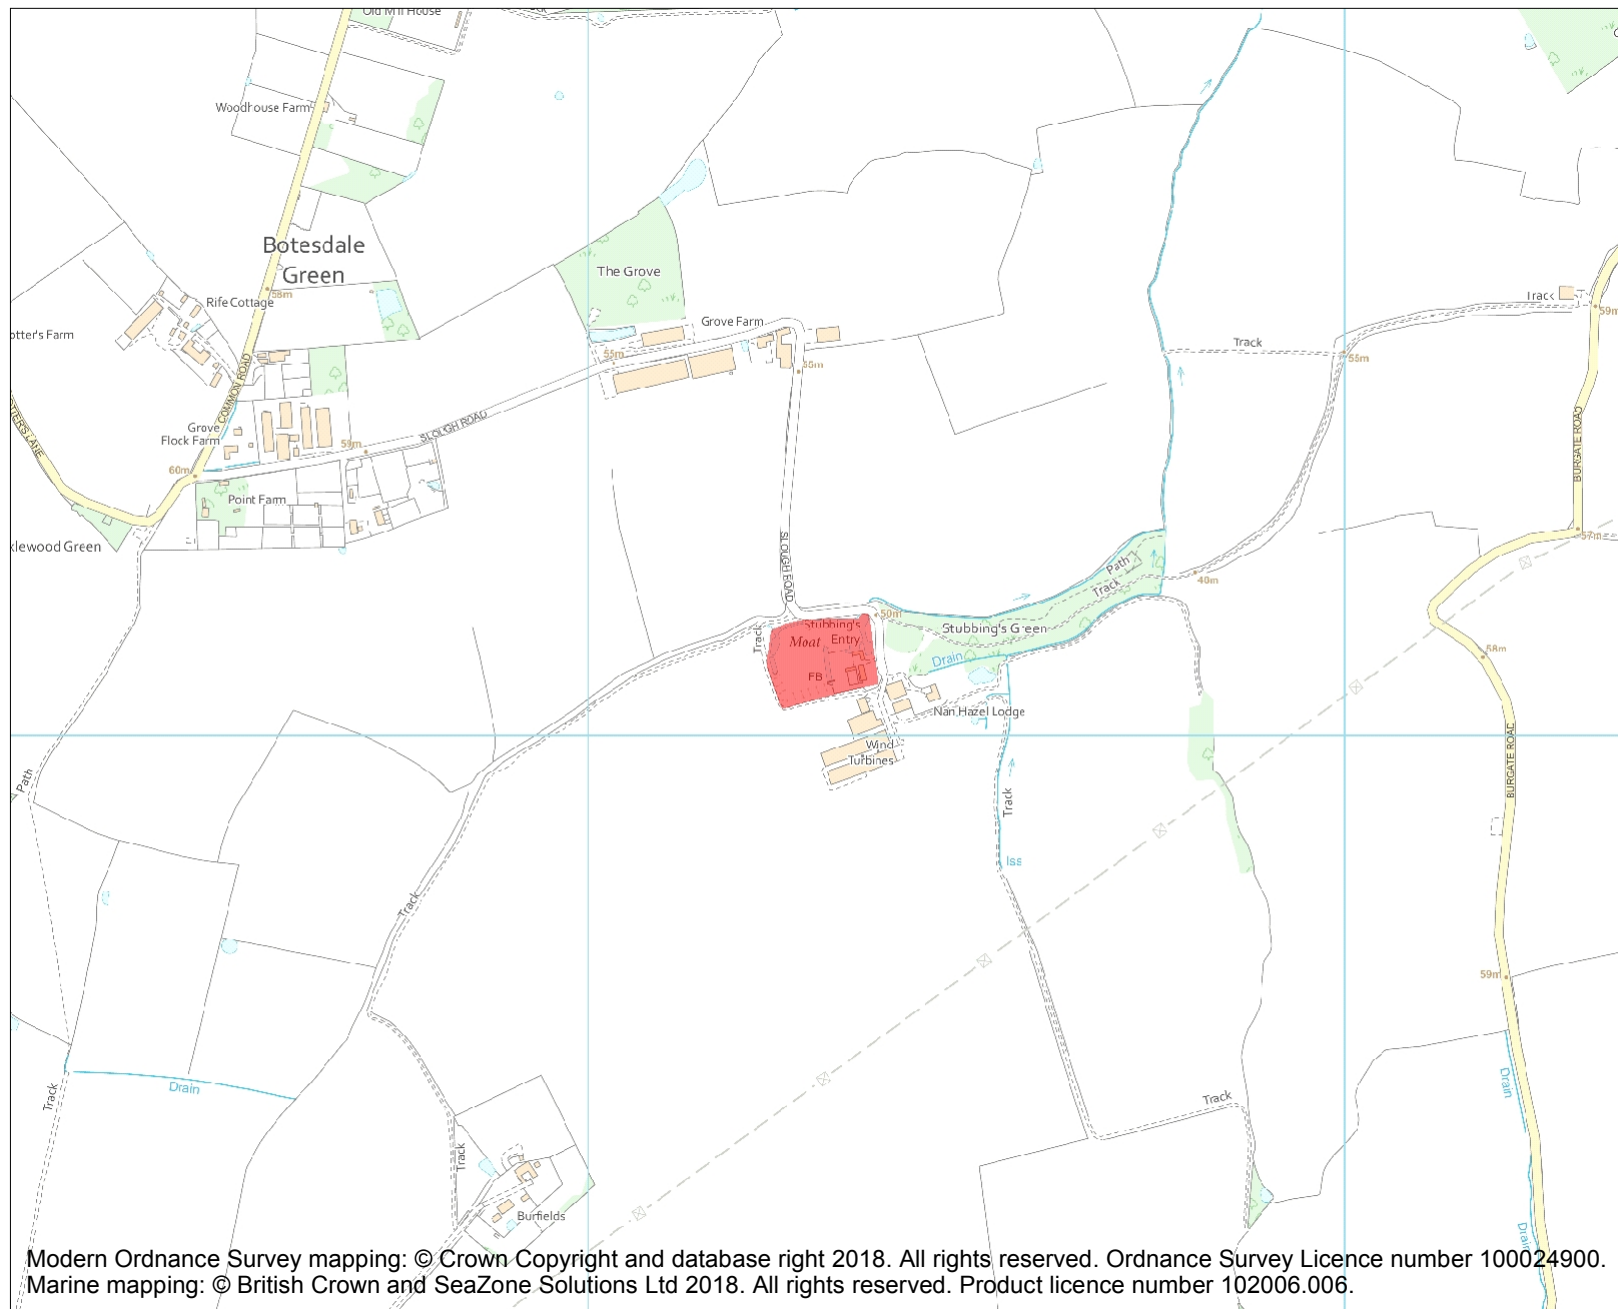 Old Mill House
Woodhouse Farm
Botesdale
Green
58m
Rife Cottage
otter's Farm
The Grove
Grove Farm
55m
55m
Track
59m
Track
55m
COMMON ROAD
SLOUGH ROAD
BURGATE ROAD
Grove
Flock Farm
59m
60m
Point Farm
klewood Green
57m
SLOUGH ROAD
Path
Track
40m
50m
Stubbing's Green
Track
Stubbing's
Moat Entry
FB
Drain
58m
Nan Hazel Lodge
Wind
Turbines
BURGATE ROAD
Path
Track
Iss
Track
59m
Drain
Track
Drain
Track
Track
Burfields
Drain
Modern Ordnance Survey mapping: © Crown Copyright and database right 2018. All rights reserved. Ordnance Survey Licence number 100024900.
Marine mapping: © British Crown and SeaZone Solutions Ltd 2018. All rights reserved. Product licence number 102006.006.